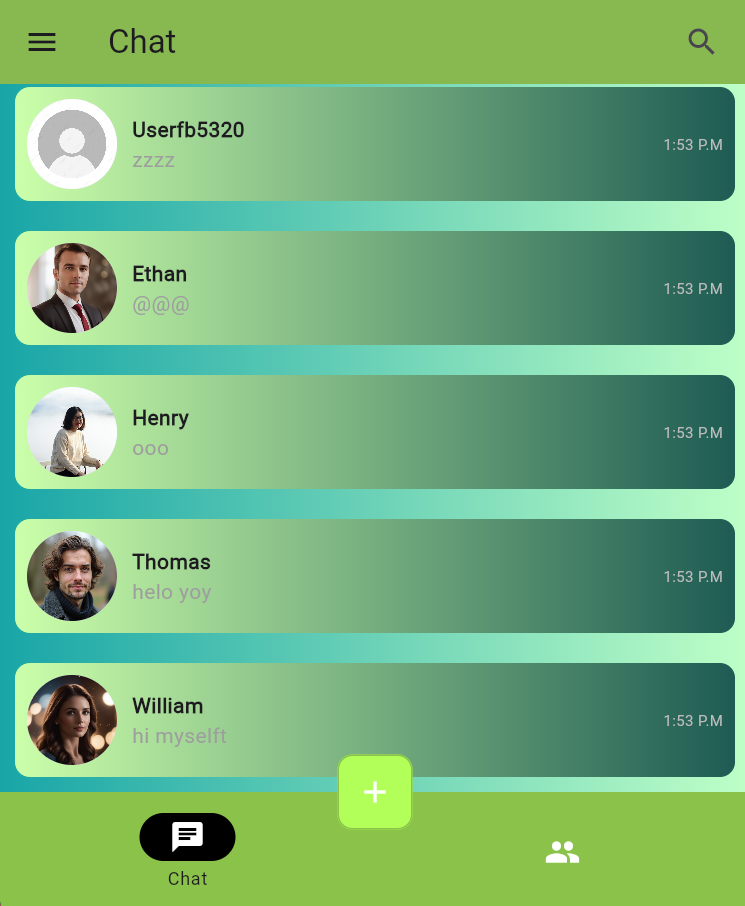 Chat
Userfb5320
zzzz
1:53 P.M
Ethan
@@@
1:53 P.M
Henry
ooo
1:53 P.M
Thomas
helo yoy
1:53 P.M
William
hi myselft
1:53 P.M
+
Chat